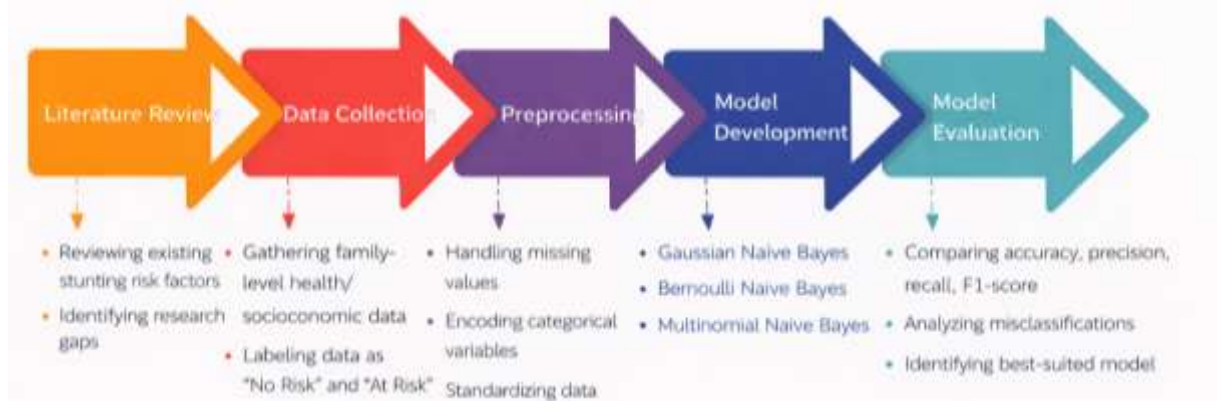 Literature Review
Data Collection
Preprocessing
Model
Development
Model
Evaluation
• Reviewing existing
stunting risk factors
• Identifying research
gaps
• Gathering family-
level health/
socioeconomic data
• Labeling data as
"No Risk" and "At Risk"
• Handling missing
values
• Encoding categorical
variables
Standardizing data
• Gaussian Naive Bayes
• Bernoulli Naive Bayes
• Multinomial Naive Bayes
• Comparing accuracy, precision,
recall, F1-score
• Analyzing misclassifications
• Identifying best-suited model